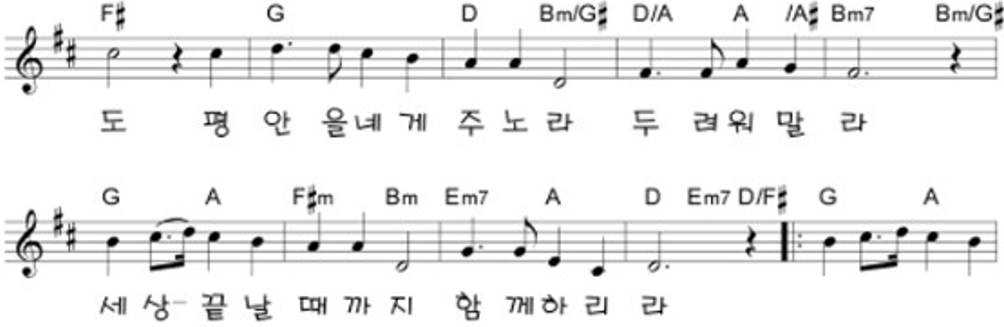 F♯ G D Bm/G♯ D/A A /A♯ Bm7 Bm/G♯
도 평 안 을 네 게 주 노 라 두 려 워 말 라
G A F♯m Bm Em7 A D Em7 D/F♯ G A
세 상- 끝 날 때 까 지 함 께 하 리 라